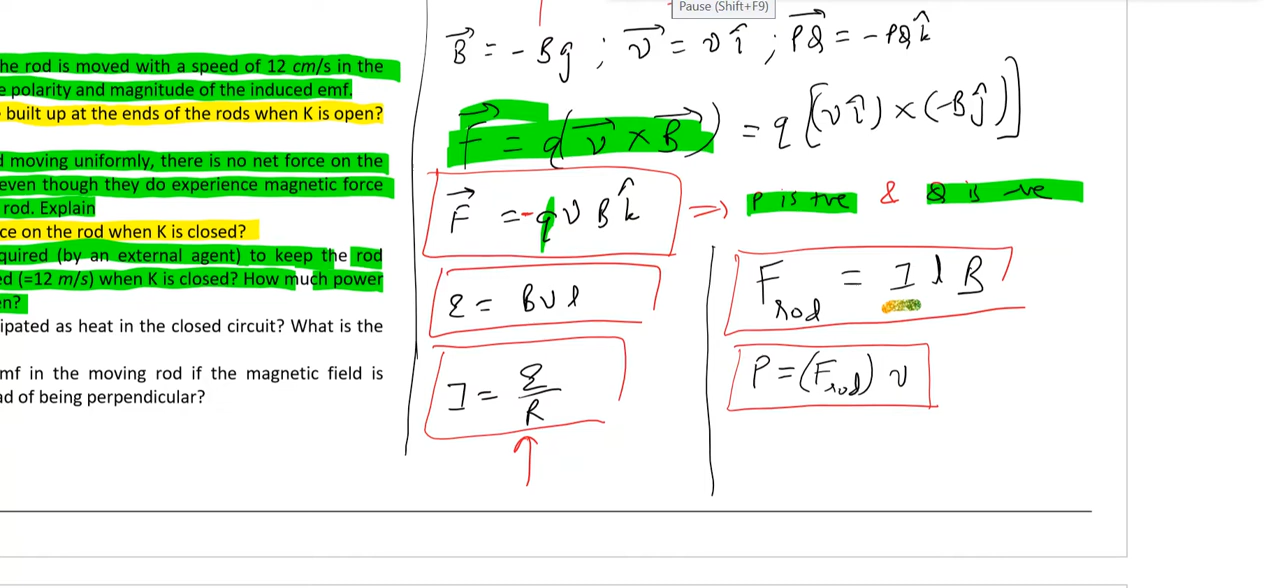 Pause (Shift+F9)
he rod is moved with a speed of 12 cm/s in the
e polarity and magnitude of the induced emf.
built up at the ends of the rods when K is open?
d moving uniformly, there is no net force on the
even though they do experience magnetic force
rod. Explain
ce on the rod when K is closed?
quired (by an external agent) to keep the rod
ed (=12 m/s) when K is closed? How much power
en?
ipated as heat in the closed circuit? What is the
mf in the moving rod if the magnetic field is
ad of being perpendicular?
B⃗ = - Bĵ ; v⃗ = v î ; PQ⃗ = - PQ k̂
F⃗ = q(v⃗ × B⃗) = q[(vî) × (-Bĵ)]
F⃗ = -q v B k̂ ⇒ P is +ve & Q is -ve
ε = B v l
I = ε/R
F_rod = I l B
P = (F_rod) v